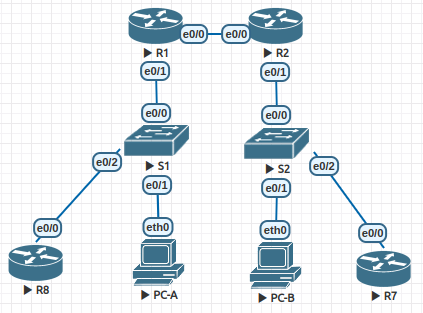 e0/0 e0/0
R1 R2
e0/1 e0/1
e0/0 e0/0
S1 S2
e0/2 e0/2
e0/1 e0/1
eth0 eth0
e0/0 e0/0
R8 PC-A PC-B R7